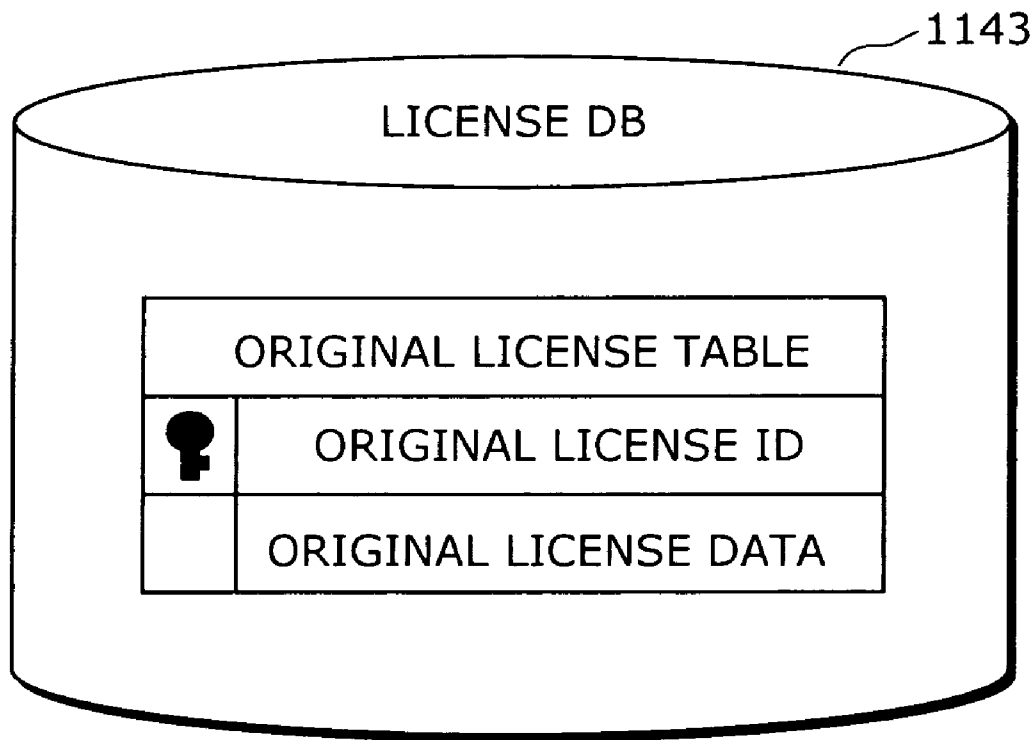 1143
LICENSE DB
ORIGINAL LICENSE TABLE
ORIGINAL LICENSE ID
ORIGINAL LICENSE DATA